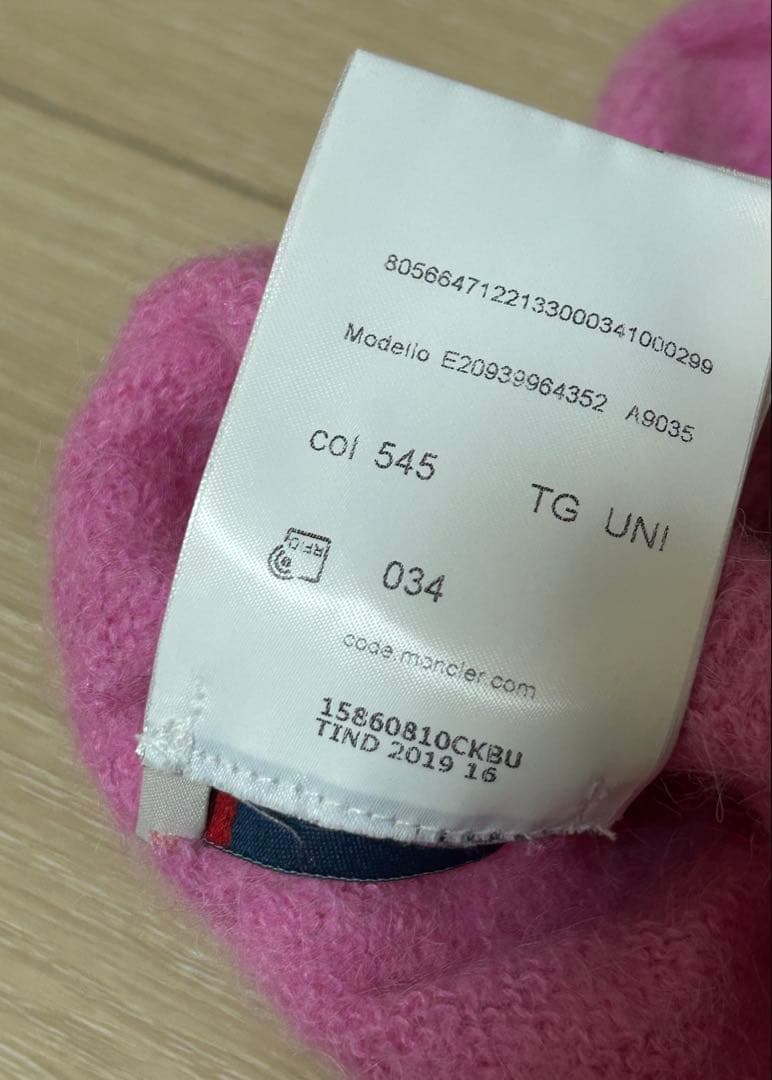 8056647122133000341000299
Modello E20939964352 A9035
col 545 TG UNI
RFID
034
code.moncler.com
15860810CKBU
TIND 2019 16